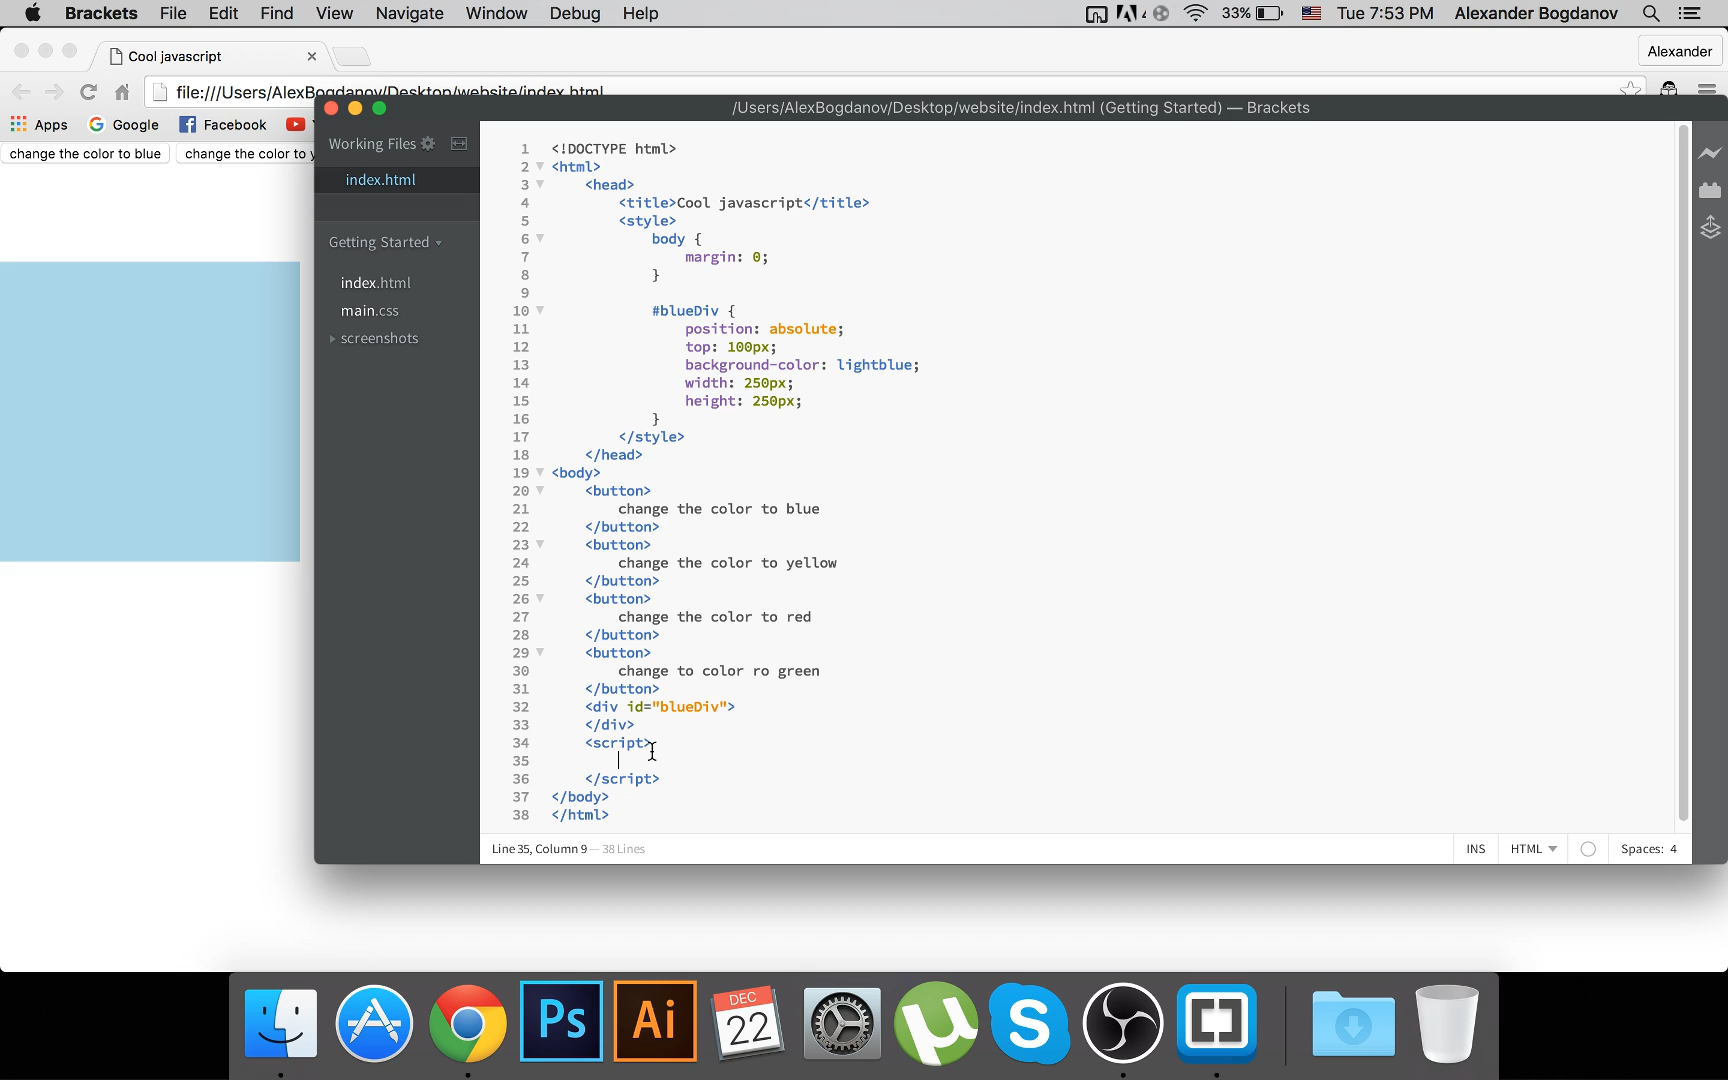 Brackets File Edit Find View Navigate Window Debug Help
4 33% Tue 7:53 PM Alexander Bogdanov
Cool javascript
Alexander
file:///Users/AlexBogdanov/Desktop/website/index.html
/Users/AlexBogdanov/Desktop/website/index.html (Getting Started) — Brackets
Apps Google Facebook
change the color to blue change the color to y
Working Files
index.html
Getting Started
index.html
main.css
screenshots
1 <!DOCTYPE html>
2 <html>
3 <head>
4 <title>Cool javascript</title>
5 <style>
6 body {
7 margin: 0;
8 }
9
10 #blueDiv {
11 position: absolute;
12 top: 100px;
13 background-color: lightblue;
14 width: 250px;
15 height: 250px;
16 }
17 </style>
18 </head>
19 <body>
20 <button>
21 change the color to blue
22 </button>
23 <button>
24 change the color to yellow
25 </button>
26 <button>
27 change the color to red
28 </button>
29 <button>
30 change to color ro green
31 </button>
32 <div id="blueDiv">
33 </div>
34 <script>
35
36 </script>
37 </body>
38 </html>
Line 35, Column 9 — 38 Lines
INS HTML Spaces: 4
Ps Ai DEC 22